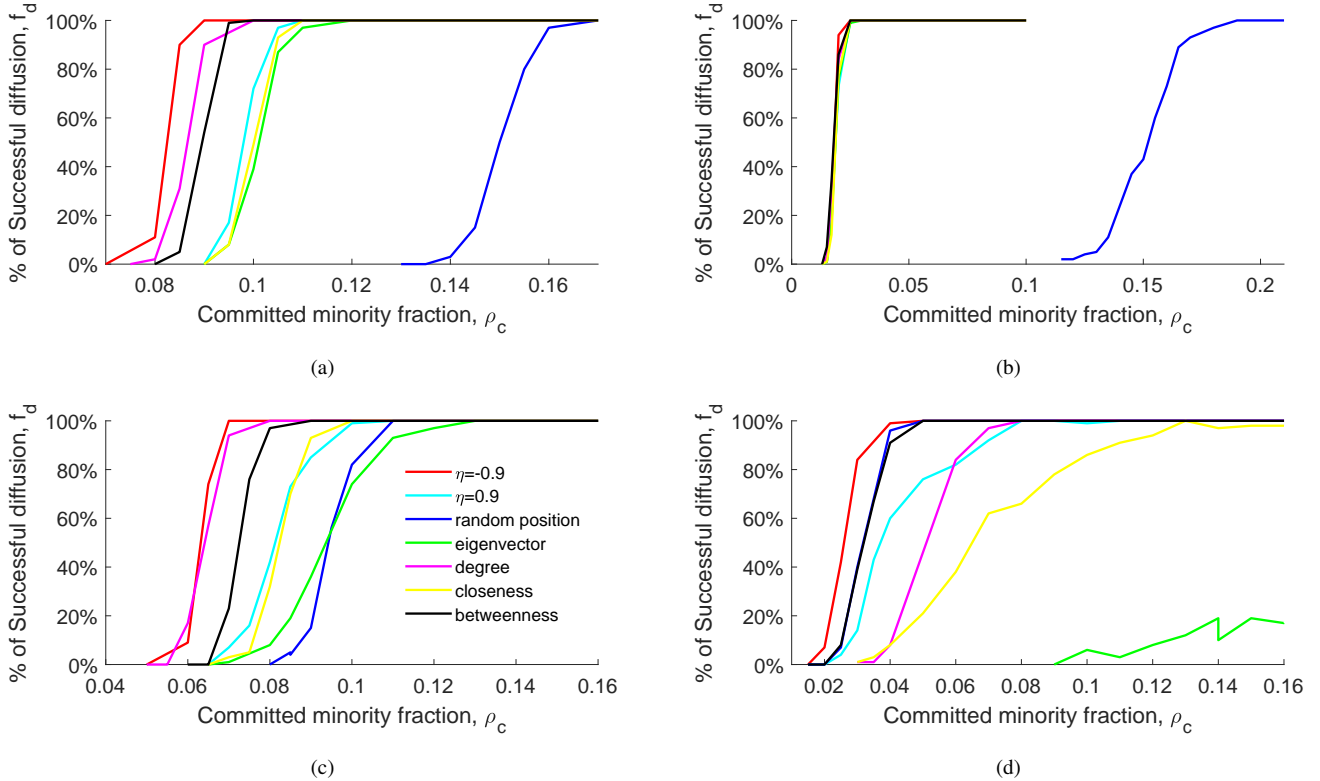 % of Successful diffusion, f_d
100%
80%
60%
40%
20%
0%
0.08 0.1 0.12 0.14 0.16
Committed minority fraction, ρ_c
(a)
% of Successful diffusion, f_d
100%
80%
60%
40%
20%
0%
0 0.05 0.1 0.15 0.2
Committed minority fraction, ρ_c
(b)
% of Successful diffusion, f_d
100%
80%
60%
40%
20%
0%
η=-0.9
η=0.9
random position
eigenvector
degree
closeness
betweenness
0.04 0.06 0.08 0.1 0.12 0.14 0.16
Committed minority fraction, ρ_c
(c)
% of Successful diffusion, f_d
100%
80%
60%
40%
20%
0%
0.02 0.04 0.06 0.08 0.1 0.12 0.14 0.16
Committed minority fraction, ρ_c
(d)